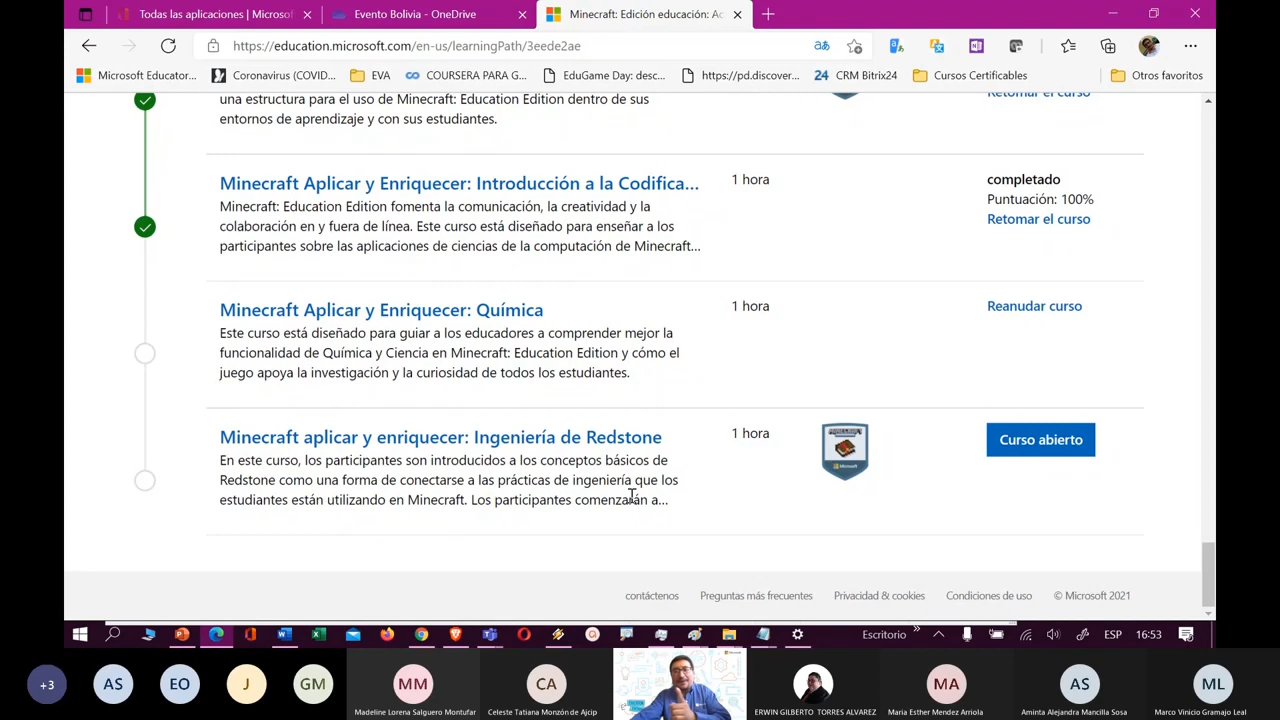 Todas las aplicaciones | Microsof
Evento Bolivia - OneDrive
Minecraft: Edición educación: Ac
https://education.microsoft.com/en-us/learningPath/3eede2ae
Microsoft Educator...
Coronavirus (COVID...
EVA
COURSERA PARA G...
EduGame Day: desc...
https://pd.discover...
24 CRM Bitrix24
Cursos Certificables
Otros favoritos
una estructura para el uso de Minecraft: Education Edition dentro de sus
entornos de aprendizaje y con sus estudiantes.
Retomar el curso
Minecraft Aplicar y Enriquecer: Introducción a la Codifica...
1 hora
completado
Puntuación: 100%
Retomar el curso
Minecraft: Education Edition fomenta la comunicación, la creatividad y la
colaboración en y fuera de línea. Este curso está diseñado para enseñar a los
participantes sobre las aplicaciones de ciencias de la computación de Minecraft...
Minecraft Aplicar y Enriquecer: Química
1 hora
Reanudar curso
Este curso está diseñado para guiar a los educadores a comprender mejor la
funcionalidad de Química y Ciencia en Minecraft: Education Edition y cómo el
juego apoya la investigación y la curiosidad de todos los estudiantes.
Minecraft aplicar y enriquecer: Ingeniería de Redstone
1 hora
MINECRAFT
Microsoft
Curso abierto
En este curso, los participantes son introducidos a los conceptos básicos de
Redstone como una forma de conectarse a las prácticas de ingeniería que los
estudiantes están utilizando en Minecraft. Los participantes comenzarán a...
contáctenos
Preguntas más frecuentes
Privacidad & cookies
Condiciones de uso
© Microsoft 2021
Escritorio
ESP
16:53
+3
AS
EO
J
GM
MM
Madeline Lorena Salguero Montufar
CA
Celeste Tatiana Monzón de Ajcip
ERWIN GILBERTO TORRES ALVAREZ
MA
Maria Esther Mendez Arriola
AS
Aminta Alejandra Mancilla Sosa
ML
Marco Vinicio Gramajo Leal